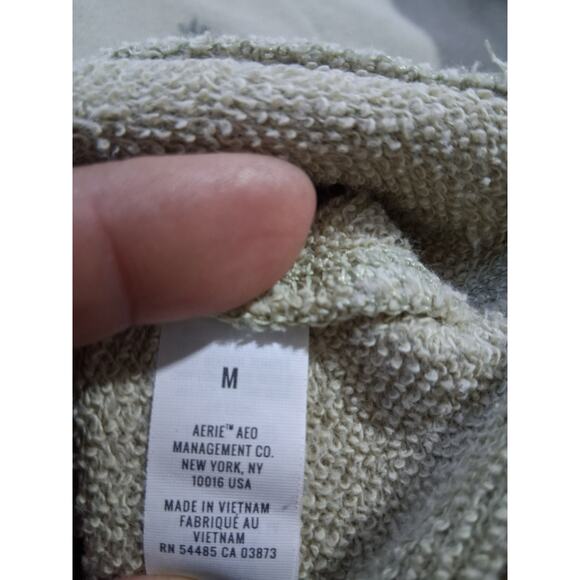 M
AERIE™ AEO
MANAGEMENT CO.
NEW YORK, NY
10016 USA
MADE IN VIETNAM
FABRIQUÉ AU
VIETNAM
RN 54485 CA 03873